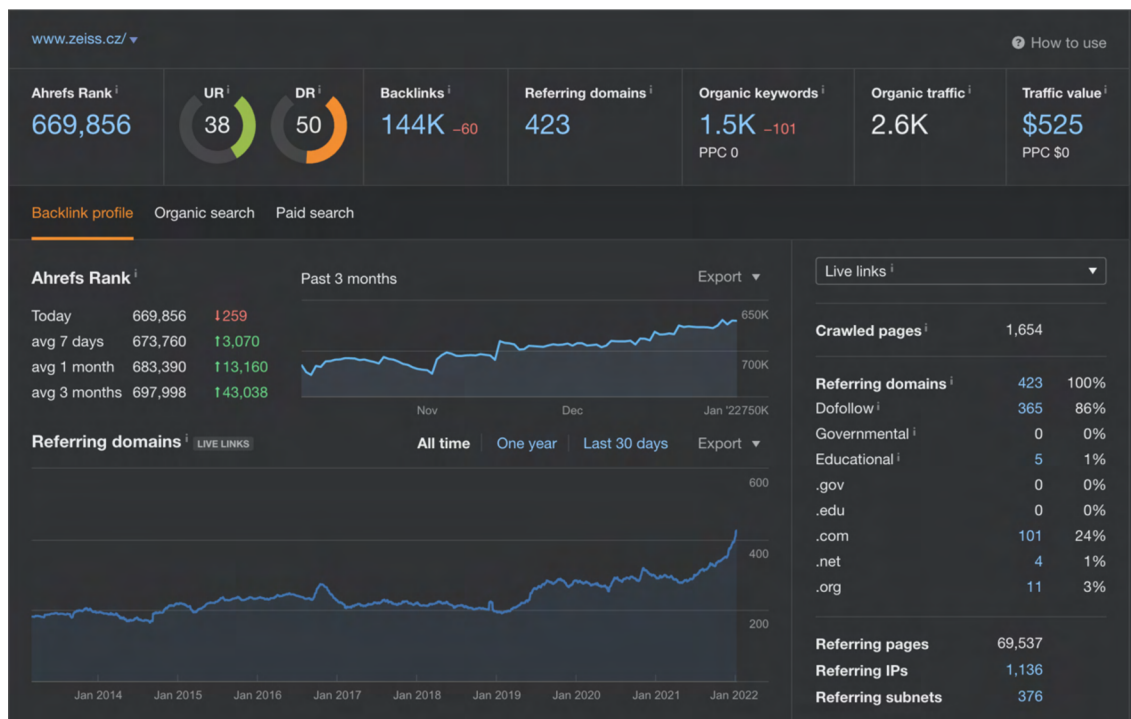 www.zeiss.cz/
How to use
Ahrefs Rank
669,856
UR
38
DR
50
Backlinks
144K -60
Referring domains
423
Organic keywords
1.5K -101
PPC 0
Organic traffic
2.6K
Traffic value
$525
PPC $0
Backlink profile Organic search Paid search
Ahrefs Rank
Today 669,856 ↓259
avg 7 days 673,760 ↑3,070
avg 1 month 683,390 ↑13,160
avg 3 months 697,998 ↑43,038
Past 3 months
Export
650K
700K
750K
Nov Dec Jan '22
Referring domains LIVE LINKS
All time One year Last 30 days Export
600
400
200
Jan 2014 Jan 2015 Jan 2016 Jan 2017 Jan 2018 Jan 2019 Jan 2020 Jan 2021 Jan 2022
Live links
Crawled pages 1,654
Referring domains 423 100%
Dofollow 365 86%
Governmental 0 0%
Educational 5 1%
.gov 0 0%
.edu 0 0%
.com 101 24%
.net 4 1%
.org 11 3%
Referring pages 69,537
Referring IPs 1,136
Referring subnets 376